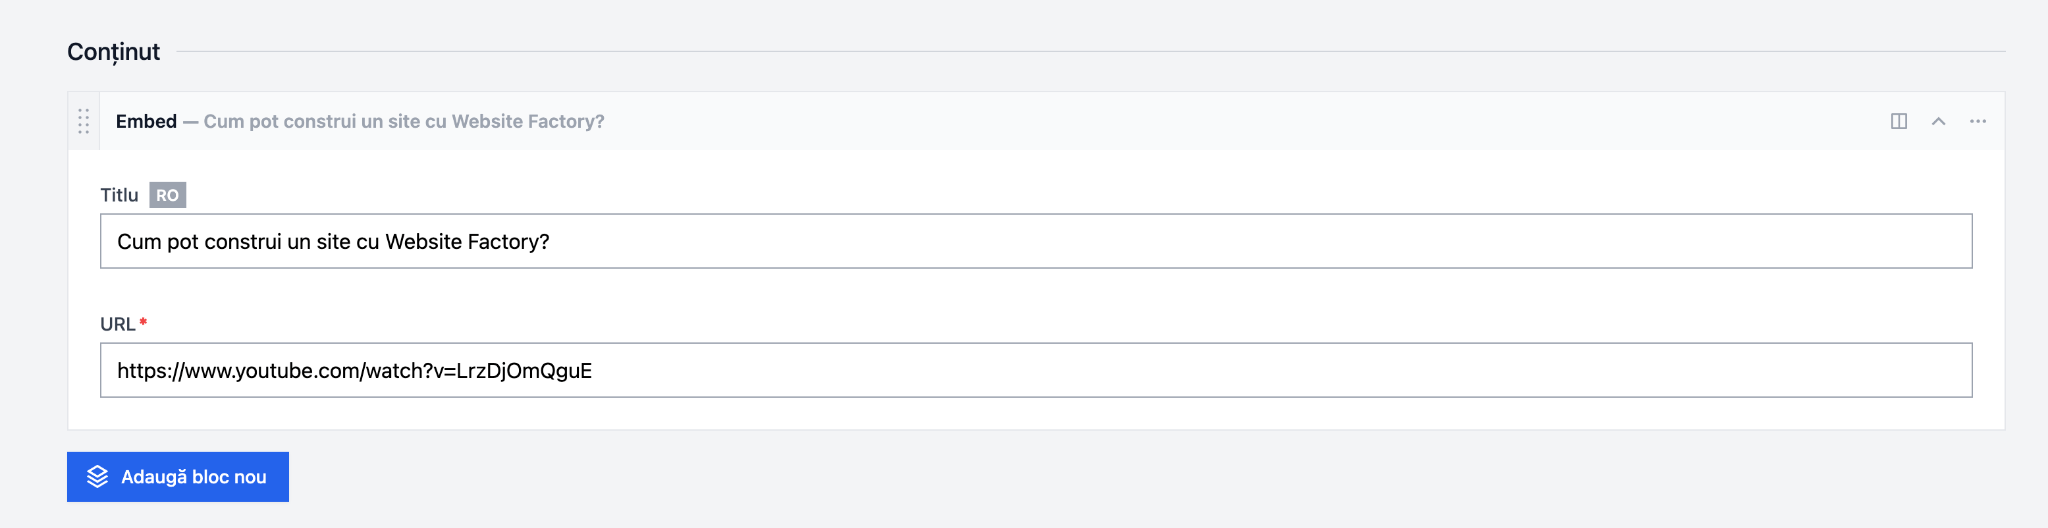 Conținut
Embed — Cum pot construi un site cu Website Factory?
Titlu RO
Cum pot construi un site cu Website Factory?
URL*
https://www.youtube.com/watch?v=LrzDjOmQguE
Adaugă bloc nou